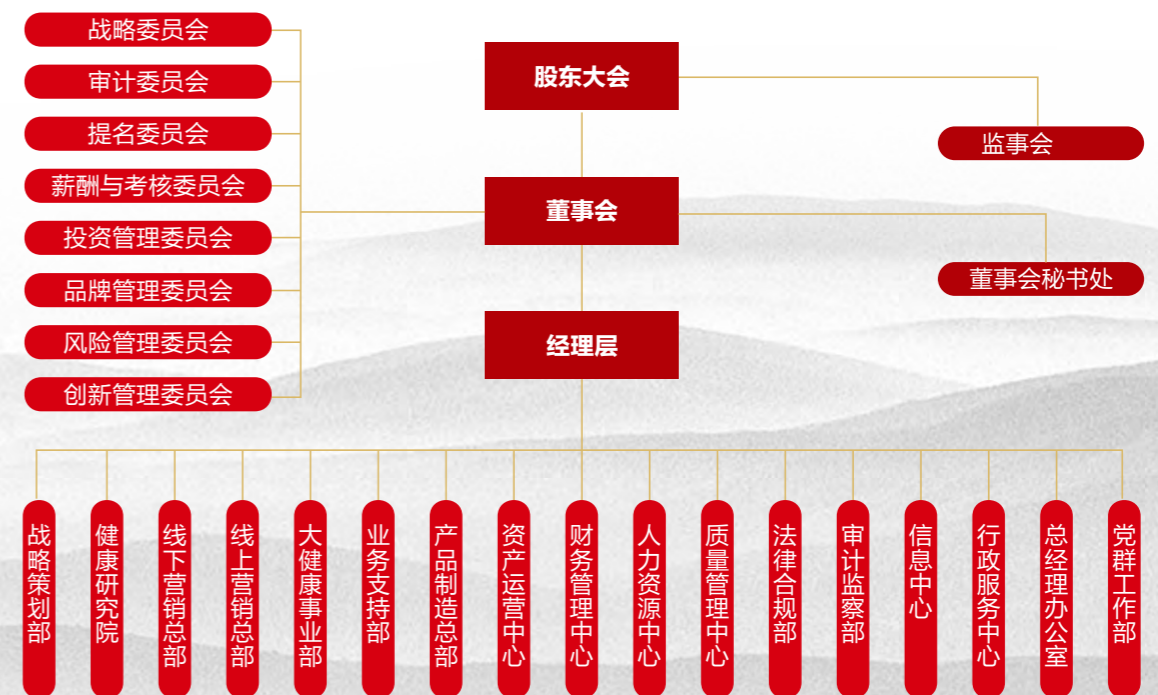 战略委员会
审计委员会
提名委员会
薪酬与考核委员会
投资管理委员会
品牌管理委员会
风险管理委员会
创新管理委员会
股东大会
监事会
董事会
董事会秘书处
经理层
战略策划部
健康研究院
线下营销总部
线上营销总部
大健康事业部
业务支持部
产品制造总部
资产运营中心
财务管理中心
人力资源中心
质量管理中心
法律合规部
审计监察部
信息中心
行政服务中心
总经理办公室
党群工作部